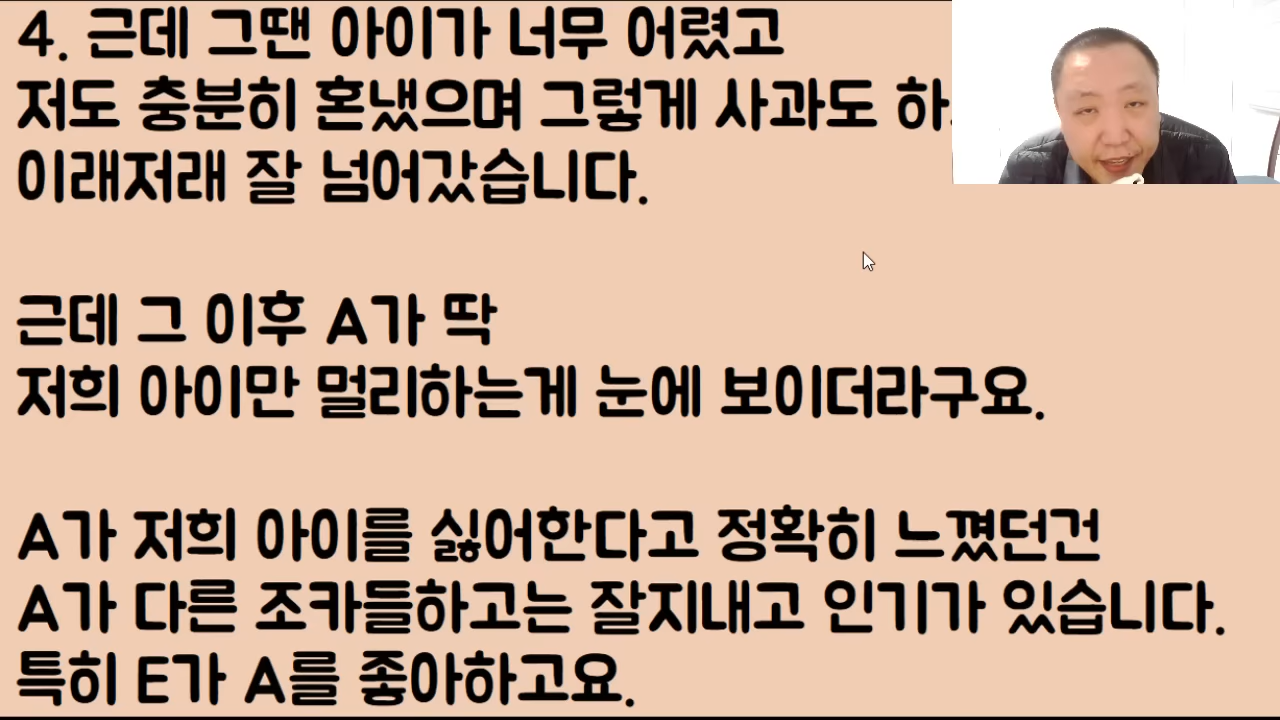 4. 근데 그땐 아이가 너무 어렸고
저도 충분히 혼냈으며 그렇게 사과도
이래저래 잘 넘어갔습니다.
근데 그 이후 A가 딱
저희 아이만 멀리하는게 눈에 보이더라구요.
A가 저희 아이를 싫어한다고 정확히 느꼈던건
A가 다른 조카들하고는 잘지내고 인기가 있습니다.
특히 E가 A를 좋아하고요.